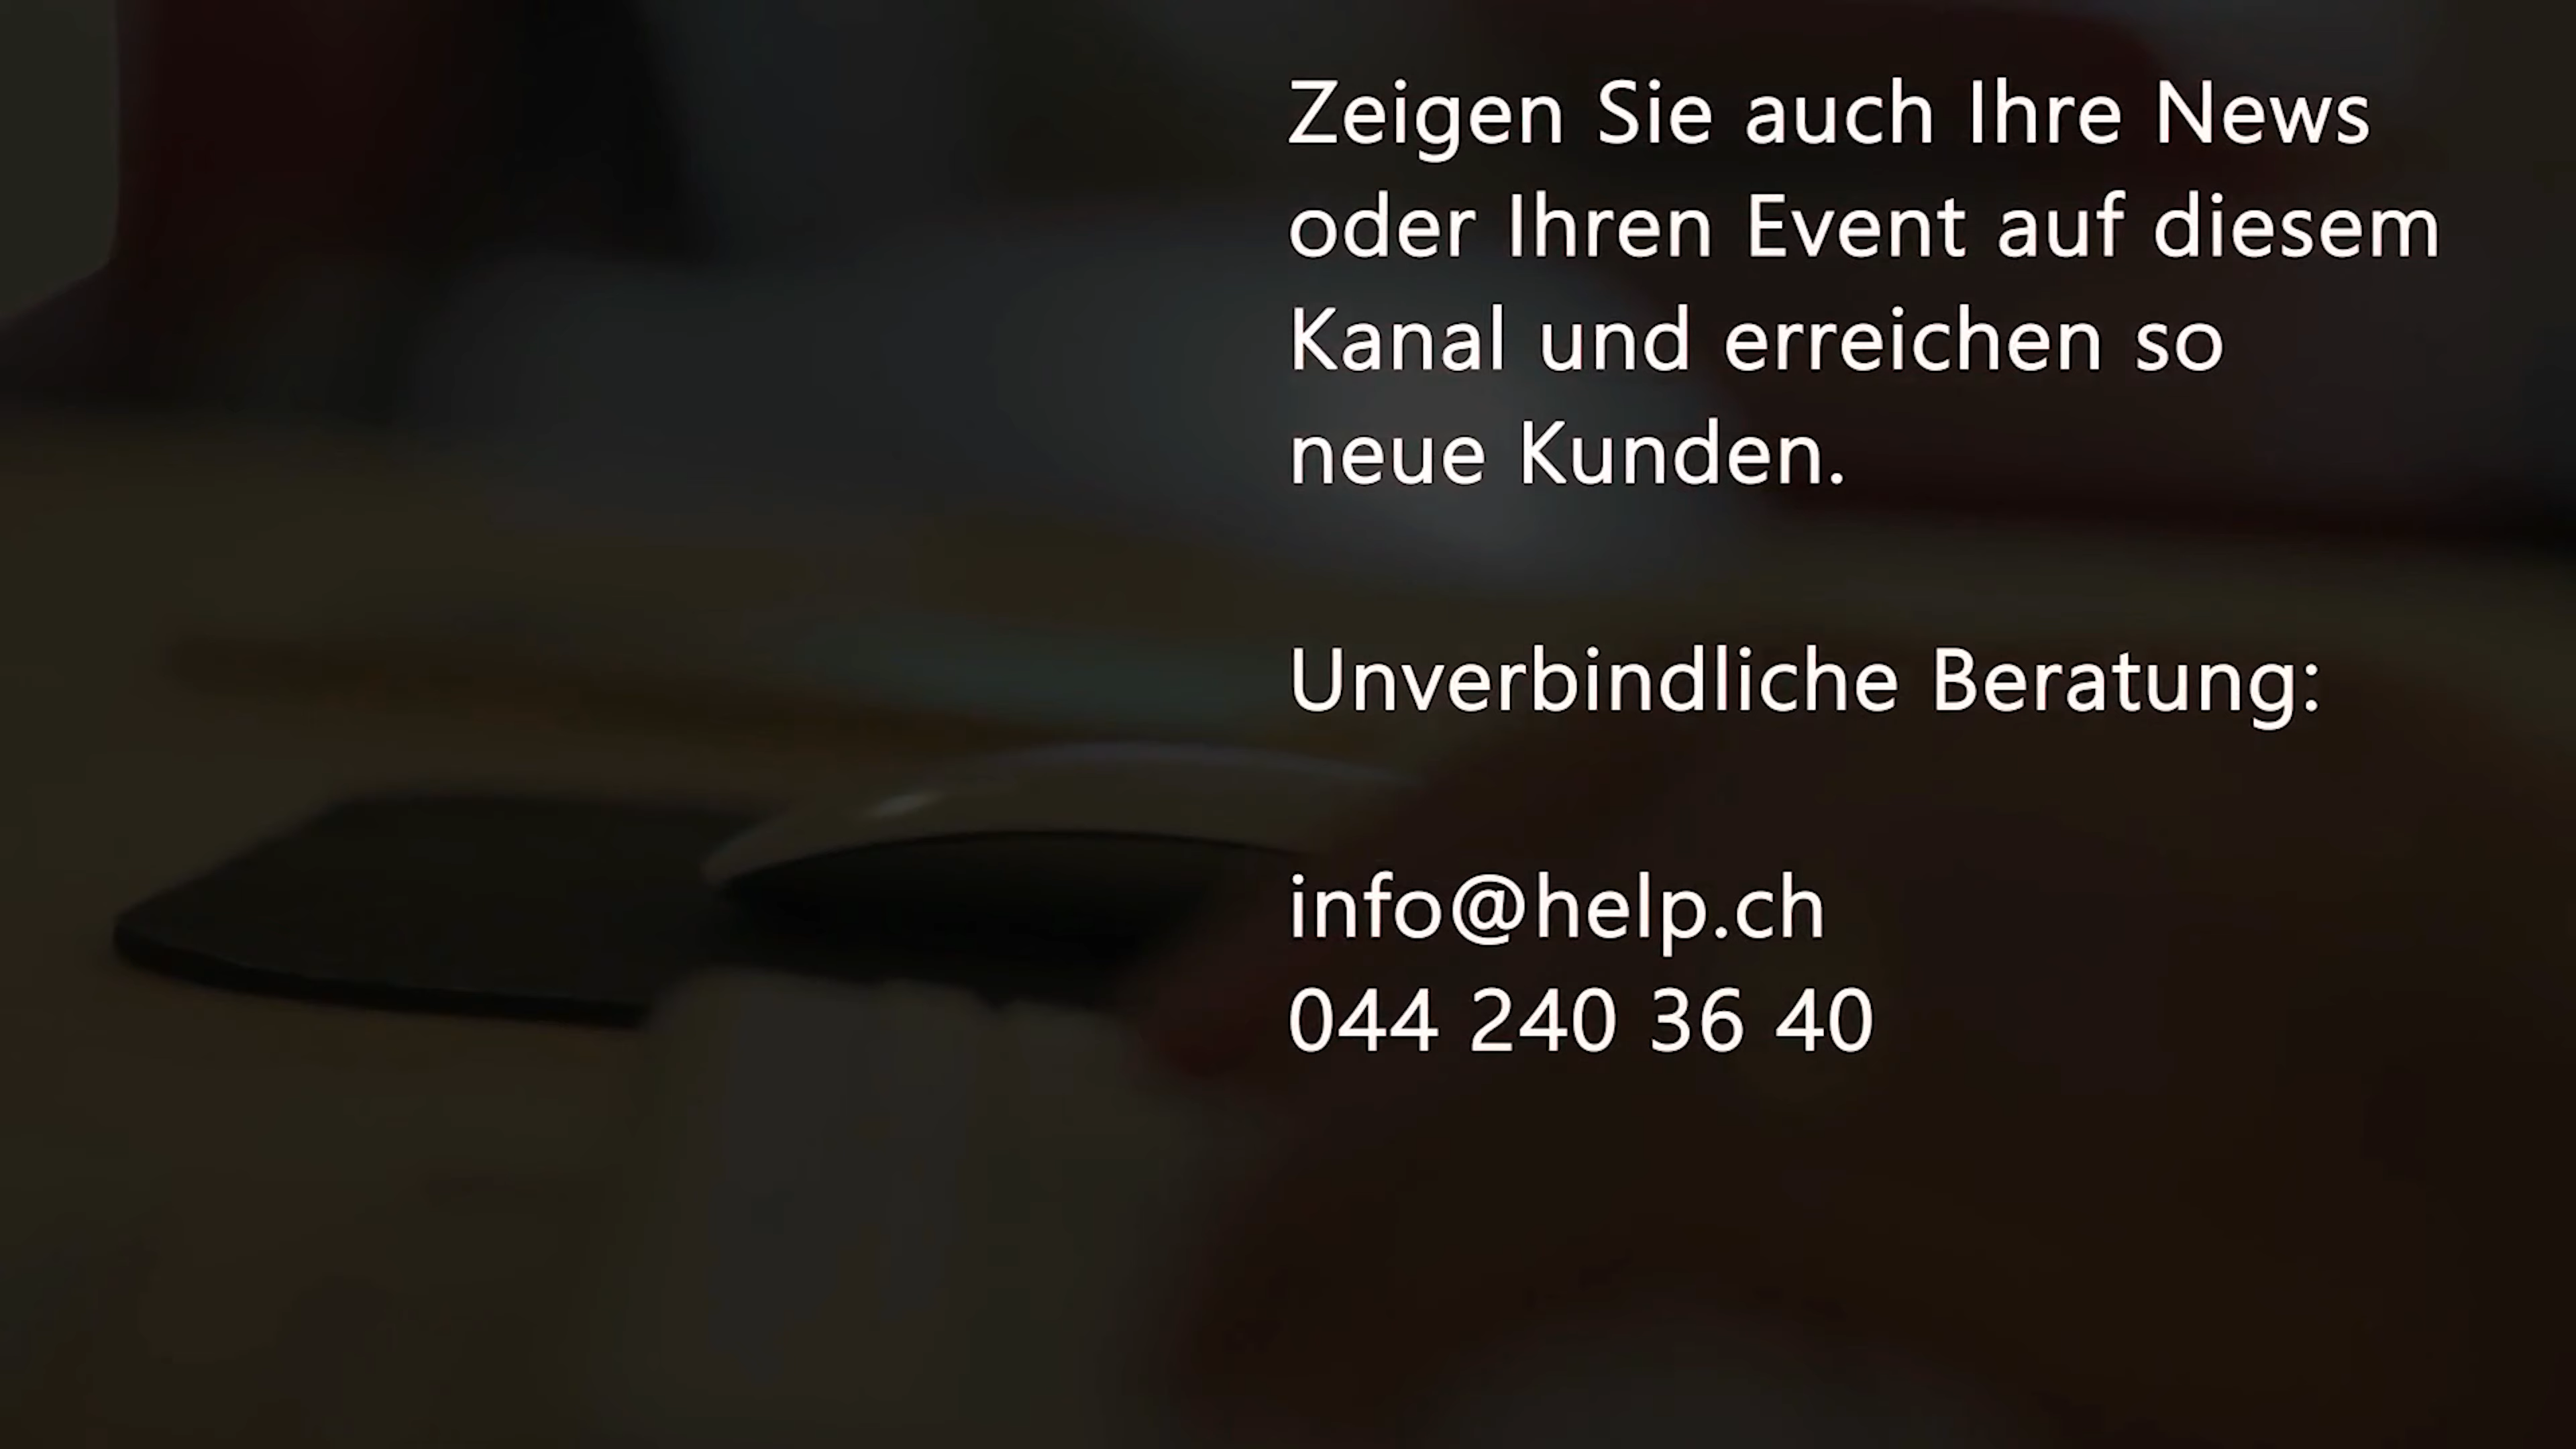 Zeigen Sie auch Ihre News
oder Ihren Event auf diesem
Kanal und erreichen so
neue Kunden.
Unverbindliche Beratung:
info@help.ch
044 240 36 40